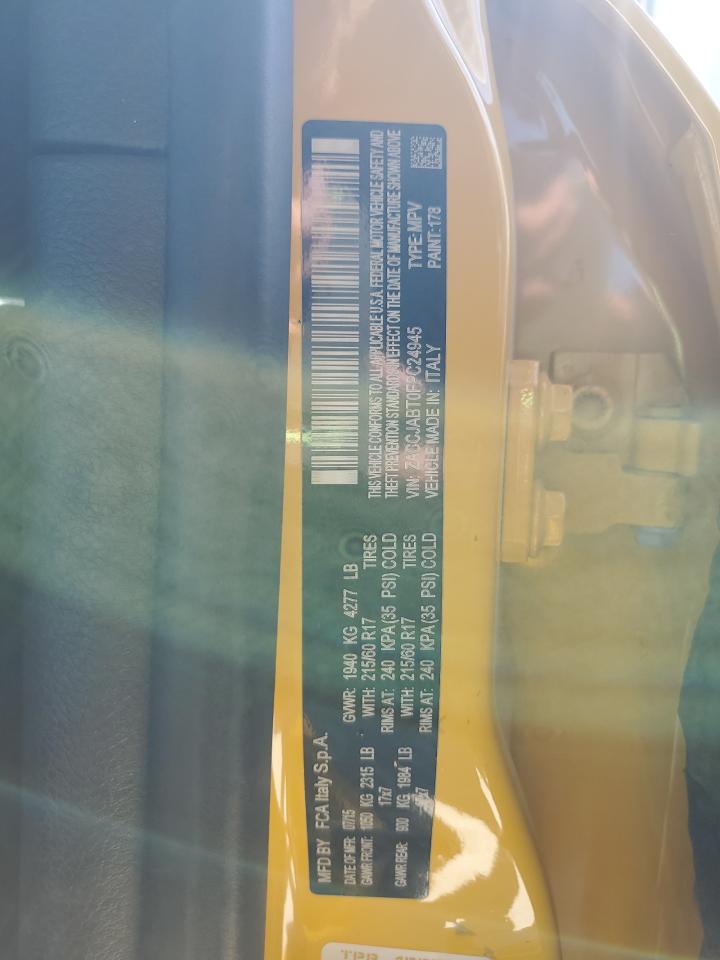 MFD BY FCA Italy S.p.A.
DATE OF MFR: 07/15 GVWR: 1940 KG 4277 LB
GAWR FRONT: 1050 KG 2315 LB WITH: 215/60 R17 TIRES
17x7 RIMS AT: 240 KPA(35 PSI) COLD
GAWR REAR: 900 KG 1984 LB WITH: 215/60 R17 TIRES
RIMS AT: 240 KPA(35 PSI) COLD
THIS VEHICLE CONFORMS TO ALL APPLICABLE U.S.A. FEDERAL MOTOR VEHICLE SAFETY AND
THEFT PREVENTION STANDARDS IN EFFECT ON THE DATE OF MANUFACTURE SHOWN ABOVE
VIN: TYPE: MPV
VEHICLE MADE IN: ITALY PAINT: 178